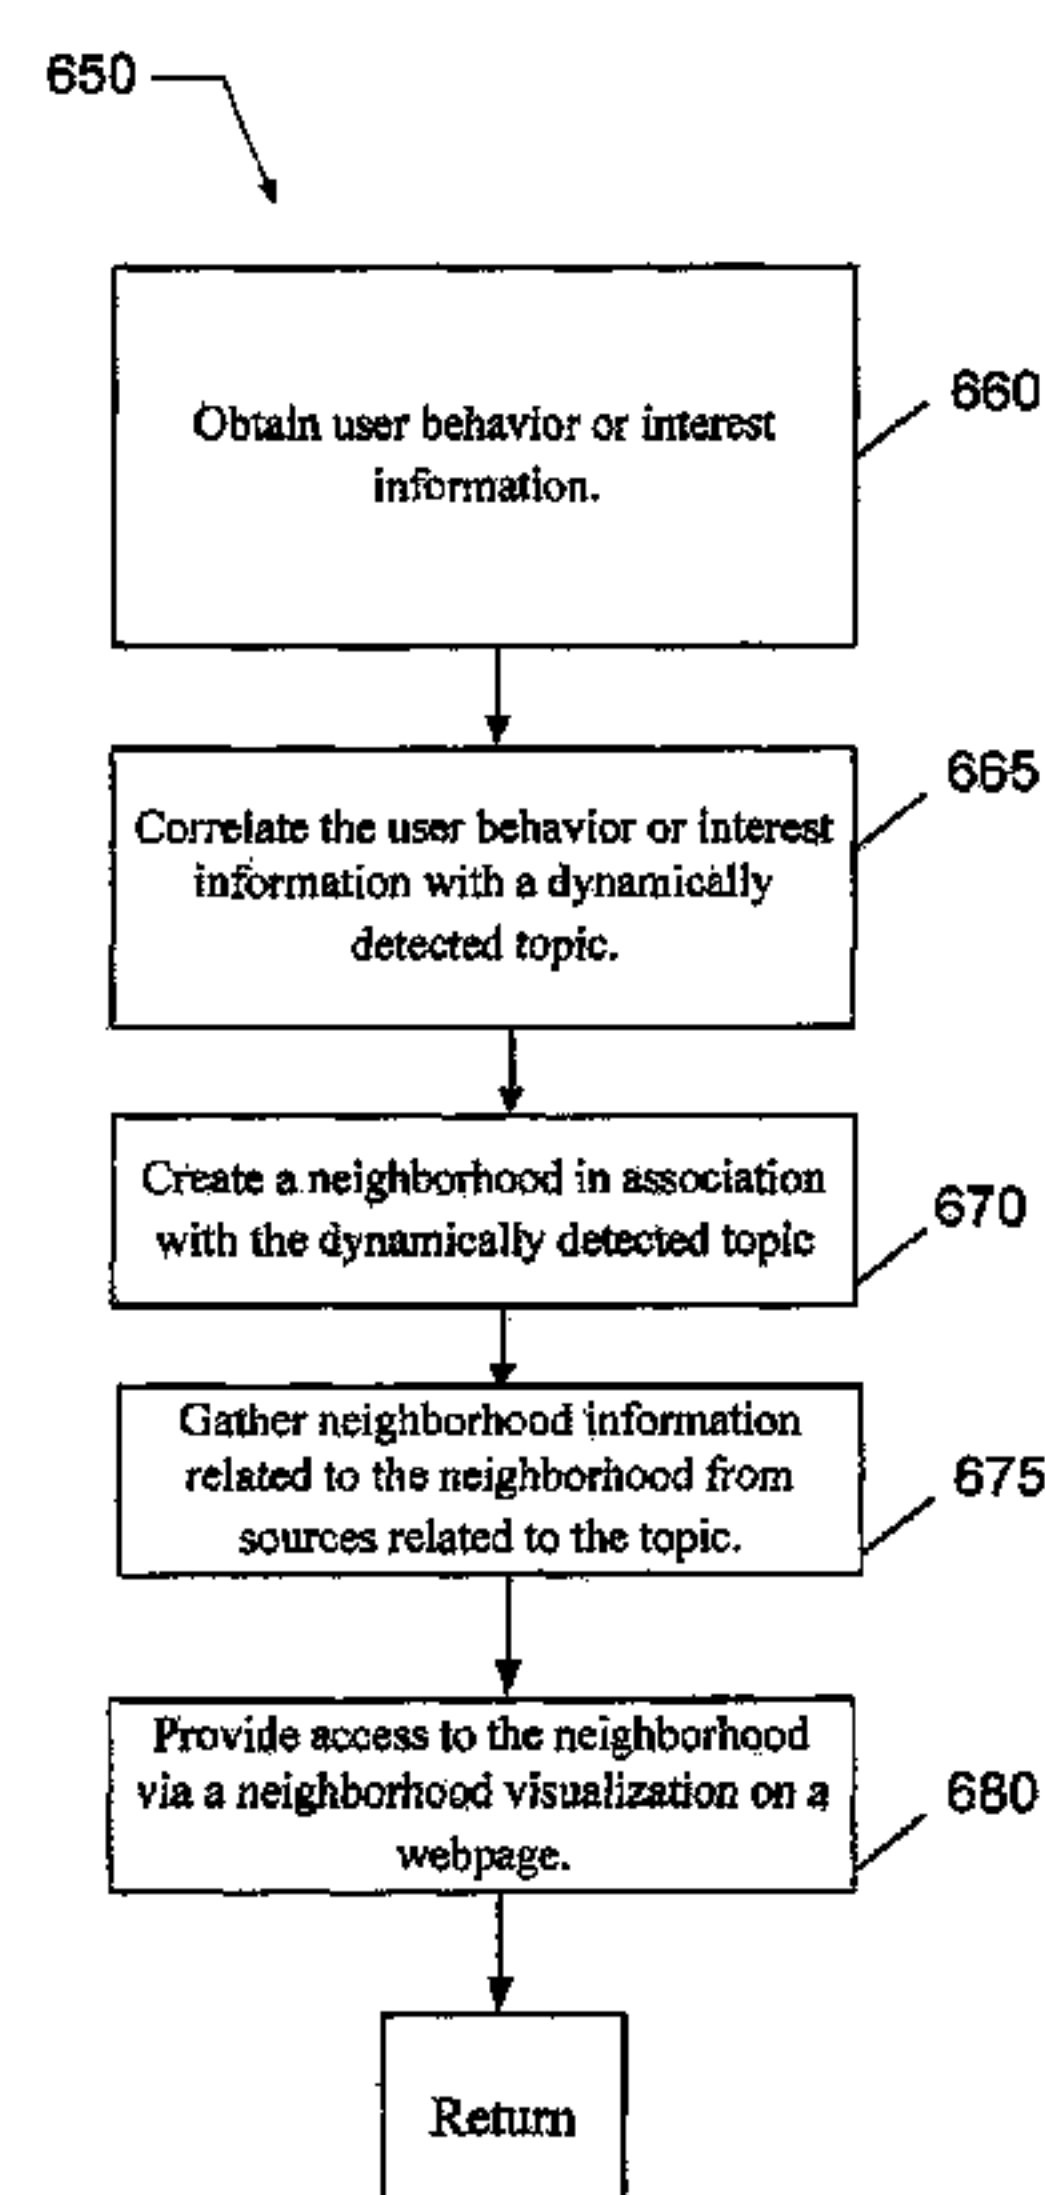 650
Obtain user behavior or interest
information.
660
Correlate the user behavior or interest
information with a dynamically
detected topic.
665
Create a neighborhood in association
with the dynamically detected topic
670
Gather neighborhood information
related to the neighborhood from
sources related to the topic.
675
Provide access to the neighborhood
via a neighborhood visualization on a
webpage.
680
Return